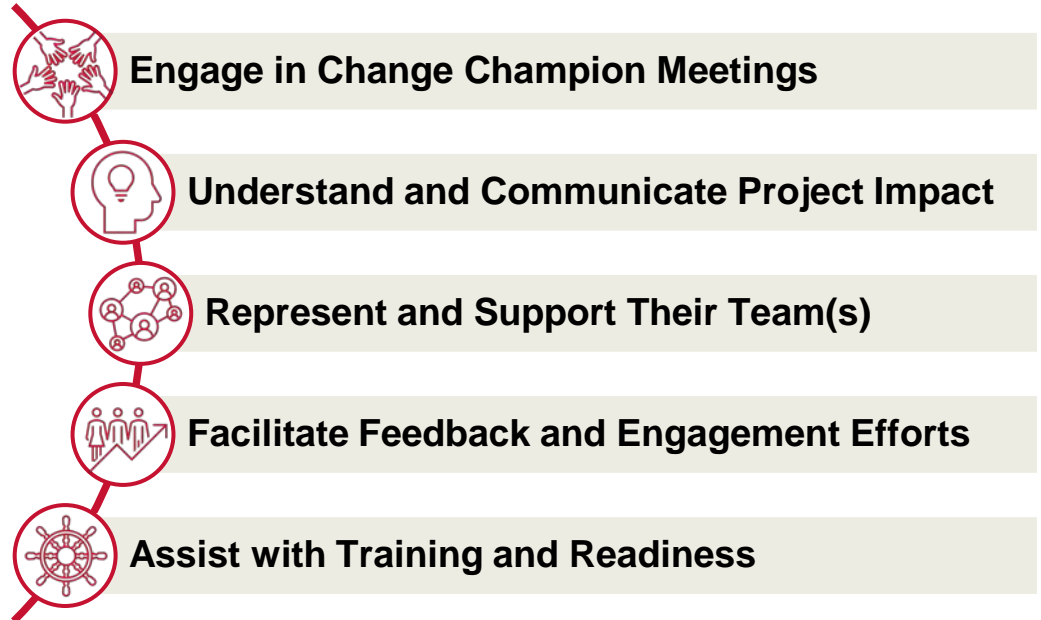 Engage in Change Champion Meetings
Understand and Communicate Project Impact
Represent and Support Their Team(s)
Facilitate Feedback and Engagement Efforts
Assist with Training and Readiness